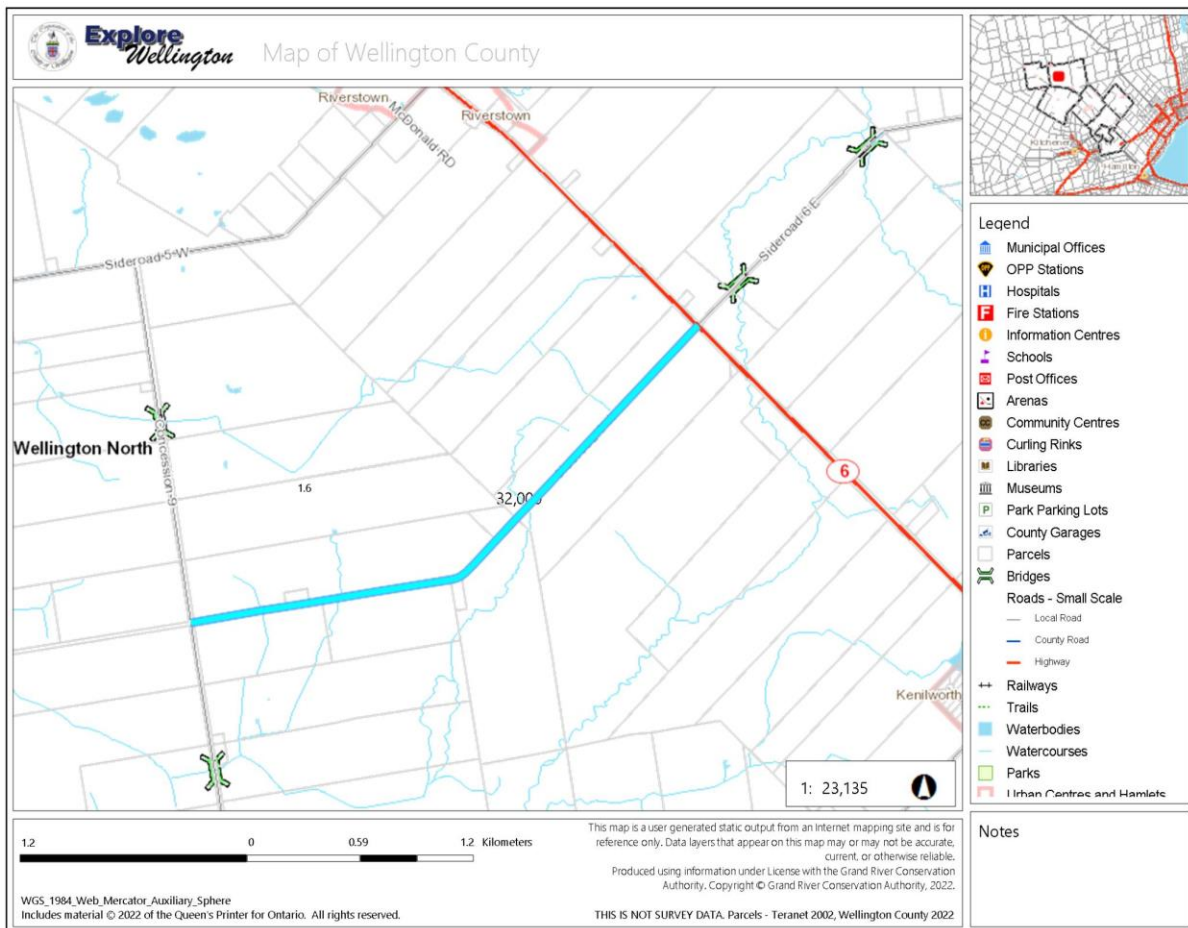 Explore
Wellington
Map of Wellington County
Riverstown
McDonald RD
Riverstown
Sideroad 6 E
Sideroad 5 W
Wellington North
Concession 9
1.6
32,000
6
Kenilworth
1: 23,135
Kitchener
Hamilton
Legend
Municipal Offices
OPP Stations
Hospitals
F Fire Stations
Information Centres
Schools
Post Offices
Arenas
Community Centres
Curling Rinks
Libraries
Museums
P Park Parking Lots
County Garages
Parcels
Bridges
Roads - Small Scale
Local Road
County Road
Highway
Railways
Trails
Waterbodies
Watercourses
Parks
Urban Centres and Hamlets
Notes
1.2 0 0.59 1.2 Kilometers
WGS_1984_Web_Mercator_Auxiliary_Sphere
Includes material © 2022 of the Queen's Printer for Ontario. All rights reserved.
This map is a user generated static output from an Internet mapping site and is for
reference only. Data layers that appear on this map may or may not be accurate,
current, or otherwise reliable.
Produced using information under License with the Grand River Conservation
Authority. Copyright © Grand River Conservation Authority, 2022.
THIS IS NOT SURVEY DATA. Parcels - Teranet 2002, Wellington County 2022